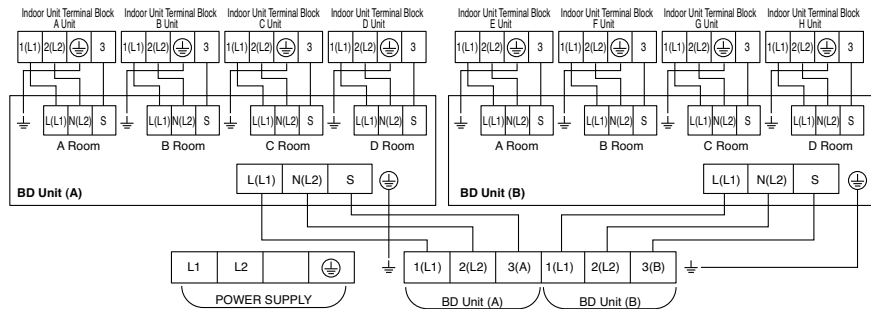 Indoor Unit Terminal Block Indoor Unit Terminal Block Indoor Unit Terminal Block Indoor Unit Terminal Block Indoor Unit Terminal Block Indoor Unit Terminal Block Indoor Unit Terminal Block Indoor Unit Terminal Block
A Unit B Unit C Unit D Unit E Unit F Unit G Unit H Unit
1(L1) 2(L2) 3 1(L1) 2(L2) 3 1(L1) 2(L2) 3 1(L1) 2(L2) 3 1(L1) 2(L2) 3 1(L1) 2(L2) 3 1(L1) 2(L2) 3 1(L1) 2(L2) 3
L(L1) N(L2) S L(L1) N(L2) S L(L1) N(L2) S L(L1) N(L2) S L(L1) N(L2) S L(L1) N(L2) S L(L1) N(L2) S L(L1) N(L2) S
A Room B Room C Room D Room A Room B Room C Room D Room
L(L1) N(L2) S L(L1) N(L2) S
BD Unit (A) BD Unit (B)
L1 L2 1(L1) 2(L2) 3(A) 1(L1) 2(L2) 3(B)
POWER SUPPLY BD Unit (A) BD Unit (B)